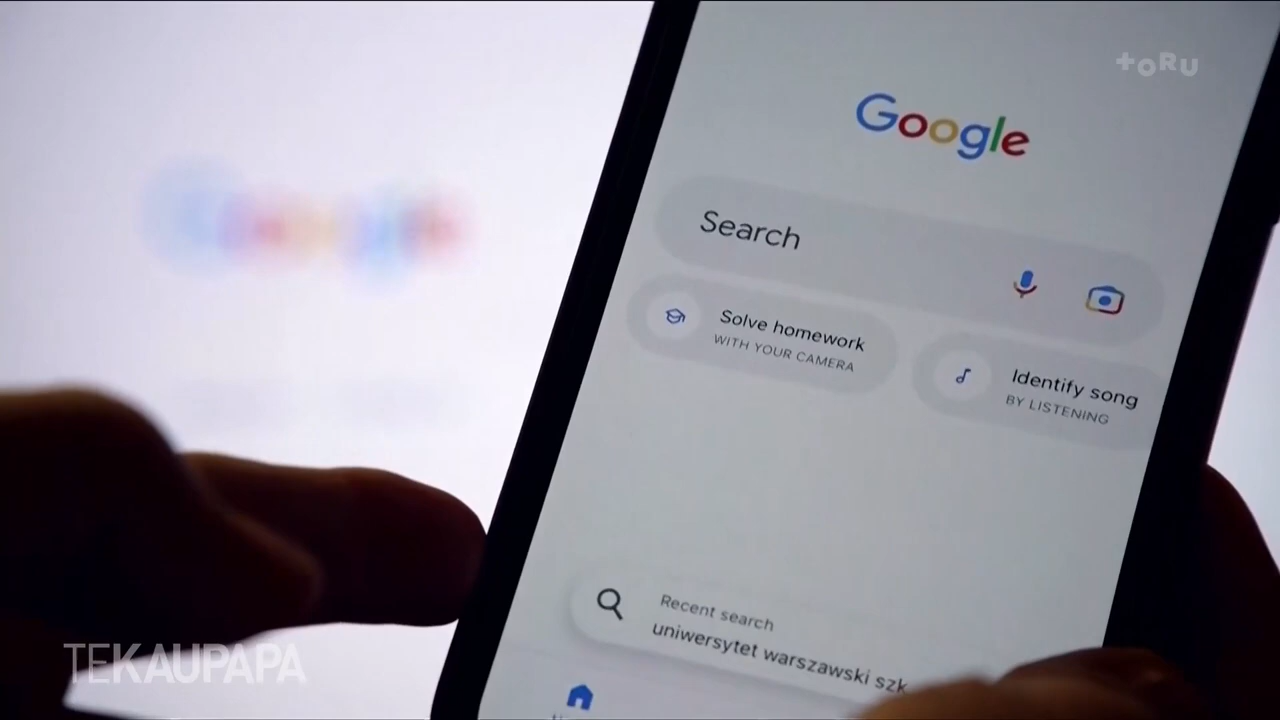 +oRU
Google
Search
Solve homework
WITH YOUR CAMERA
Identify song
BY LISTENING
Recent search
uniwersytet warszawski szk
TEKAUPAPA